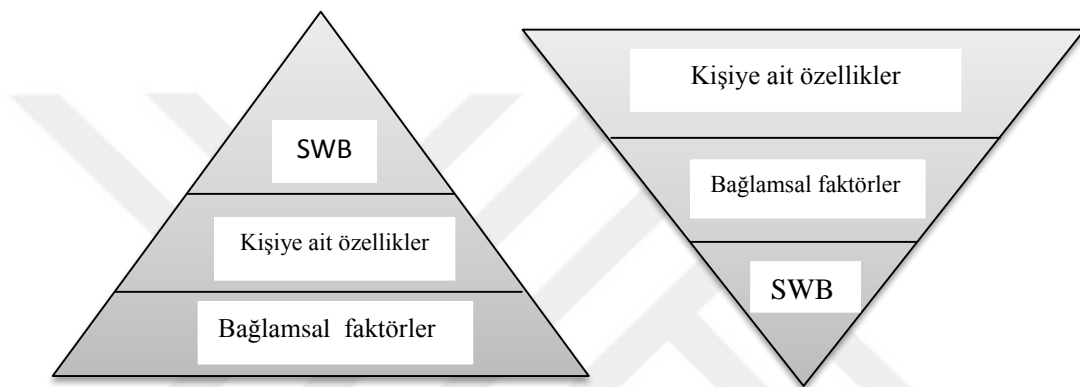 SWB
Kişiye ait özellikler
Bağlamsal faktörler
Kişiye ait özellikler
Bağlamsal faktörler
SWB